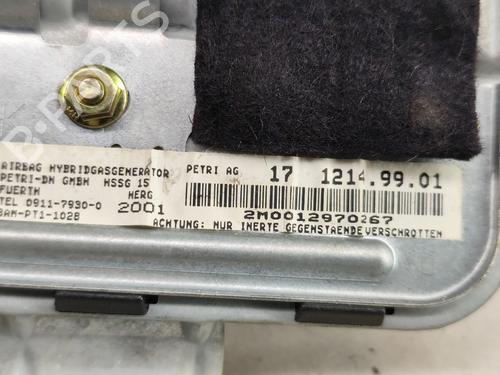 AIRBAG HYBRIDGASGENERATOR PETRI AG 17 1214.99.01
PETRI-DN GMBH HSSG 15
FUERTH HERG
TEL 0911-7930-0 2001
BAM-PT1-1028 2M0012970267
ACHTUNG: NUR INERTE GEGENSTAENDE VERSCHROTTEN